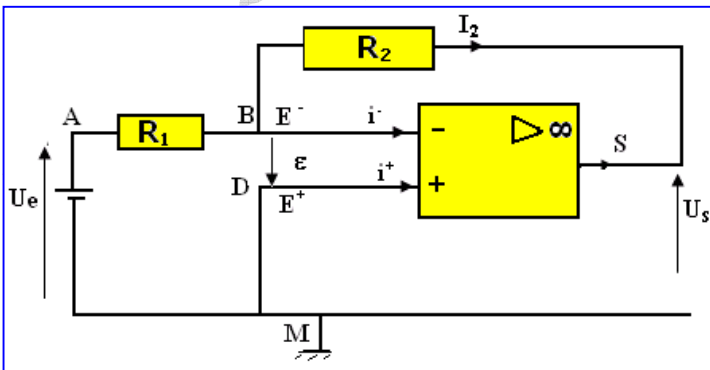 R₂
I₂
A
R₁
B
E⁻
i⁻
-
▷ ∞
S
ε
D
E⁺
i⁺
+
Ue
Us
M